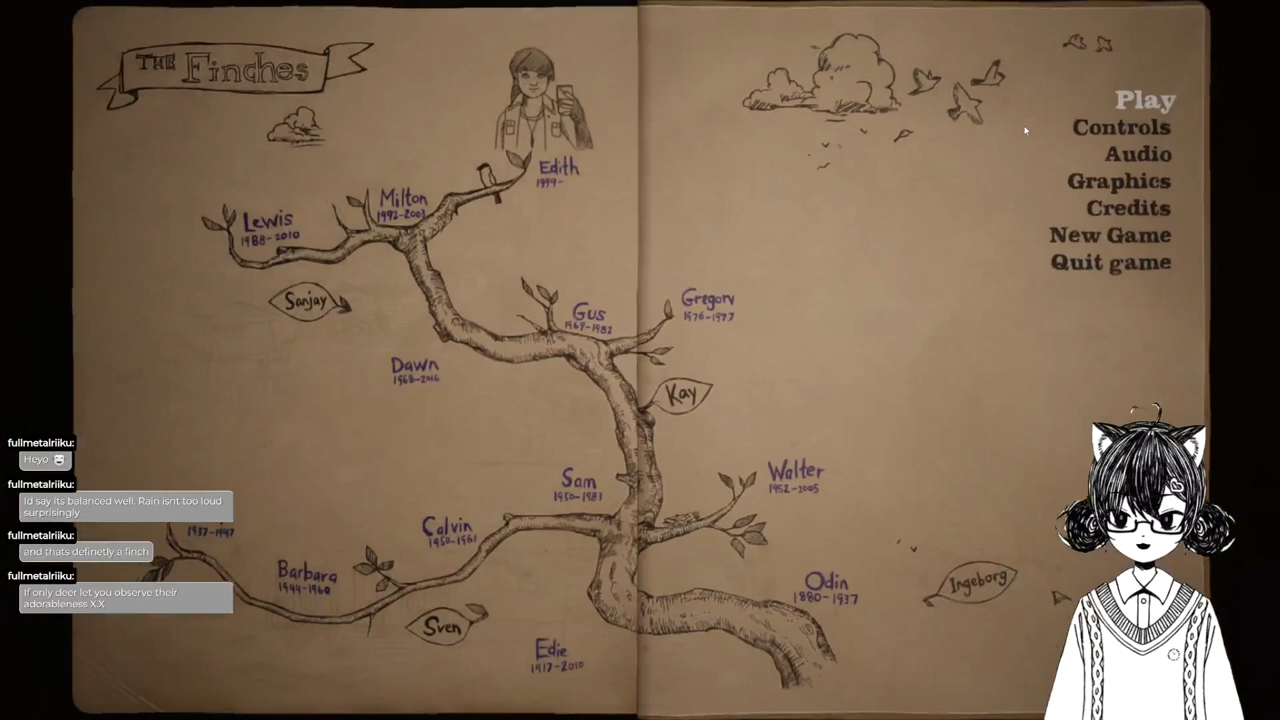 THE Finches
Edith
1999-
Milton
1992-2003
Lewis
1988-2010
Sanjay
Gus
1969-1982
Gregory
1976-1977
Dawn
1968-2016
Kay
Sam
1950-1983
Walter
1952-2005
Calvin
1950-1961
1937-1947
Barbara
1944-1960
Sven
Odin
1880-1937
Ingeborg
Edie
1917-2010
Play
Controls
Audio
Graphics
Credits
New Game
Quit game
fullmetalriiku:
Heyo
fullmetalriiku:
Id say its balanced well. Rain isnt too loud
surprisingly
fullmetalriiku:
and thats definetly a finch
fullmetalriiku:
If only deer let you observe their
adorableness X.X